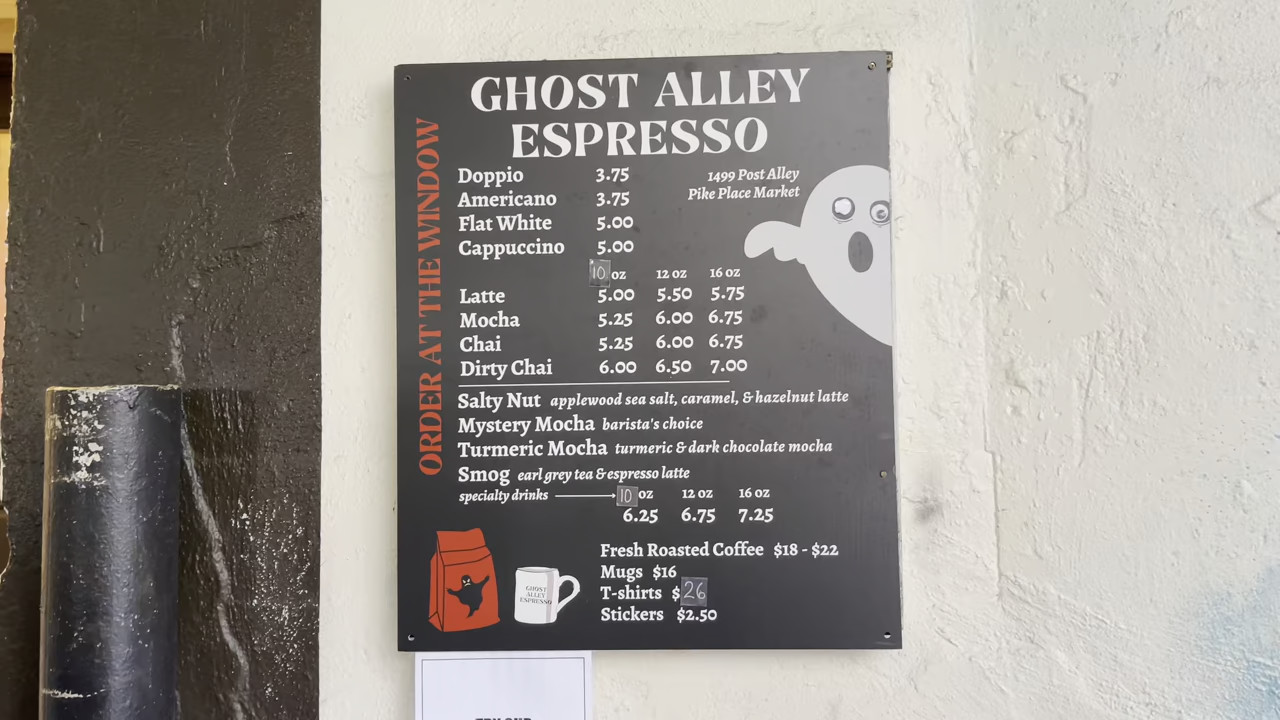 GHOST ALLEY
ESPRESSO
ORDER AT THE WINDOW
1499 Post Alley
Pike Place Market
Doppio 3.75
Americano 3.75
Flat White 5.00
Cappuccino 5.00
10 oz 12 oz 16 oz
Latte 5.00 5.50 5.75
Mocha 5.25 6.00 6.75
Chai 5.25 6.00 6.75
Dirty Chai 6.00 6.50 7.00
Salty Nut applewood sea salt, caramel, & hazelnut latte
Mystery Mocha barista's choice
Turmeric Mocha turmeric & dark chocolate mocha
Smog earl grey tea & espresso latte
specialty drinks 10 oz 12 oz 16 oz
6.25 6.75 7.25
GHOST
ALLEY
ESPRESSO
Fresh Roasted Coffee $18 - $22
Mugs $16
T-shirts $26
Stickers $2.50